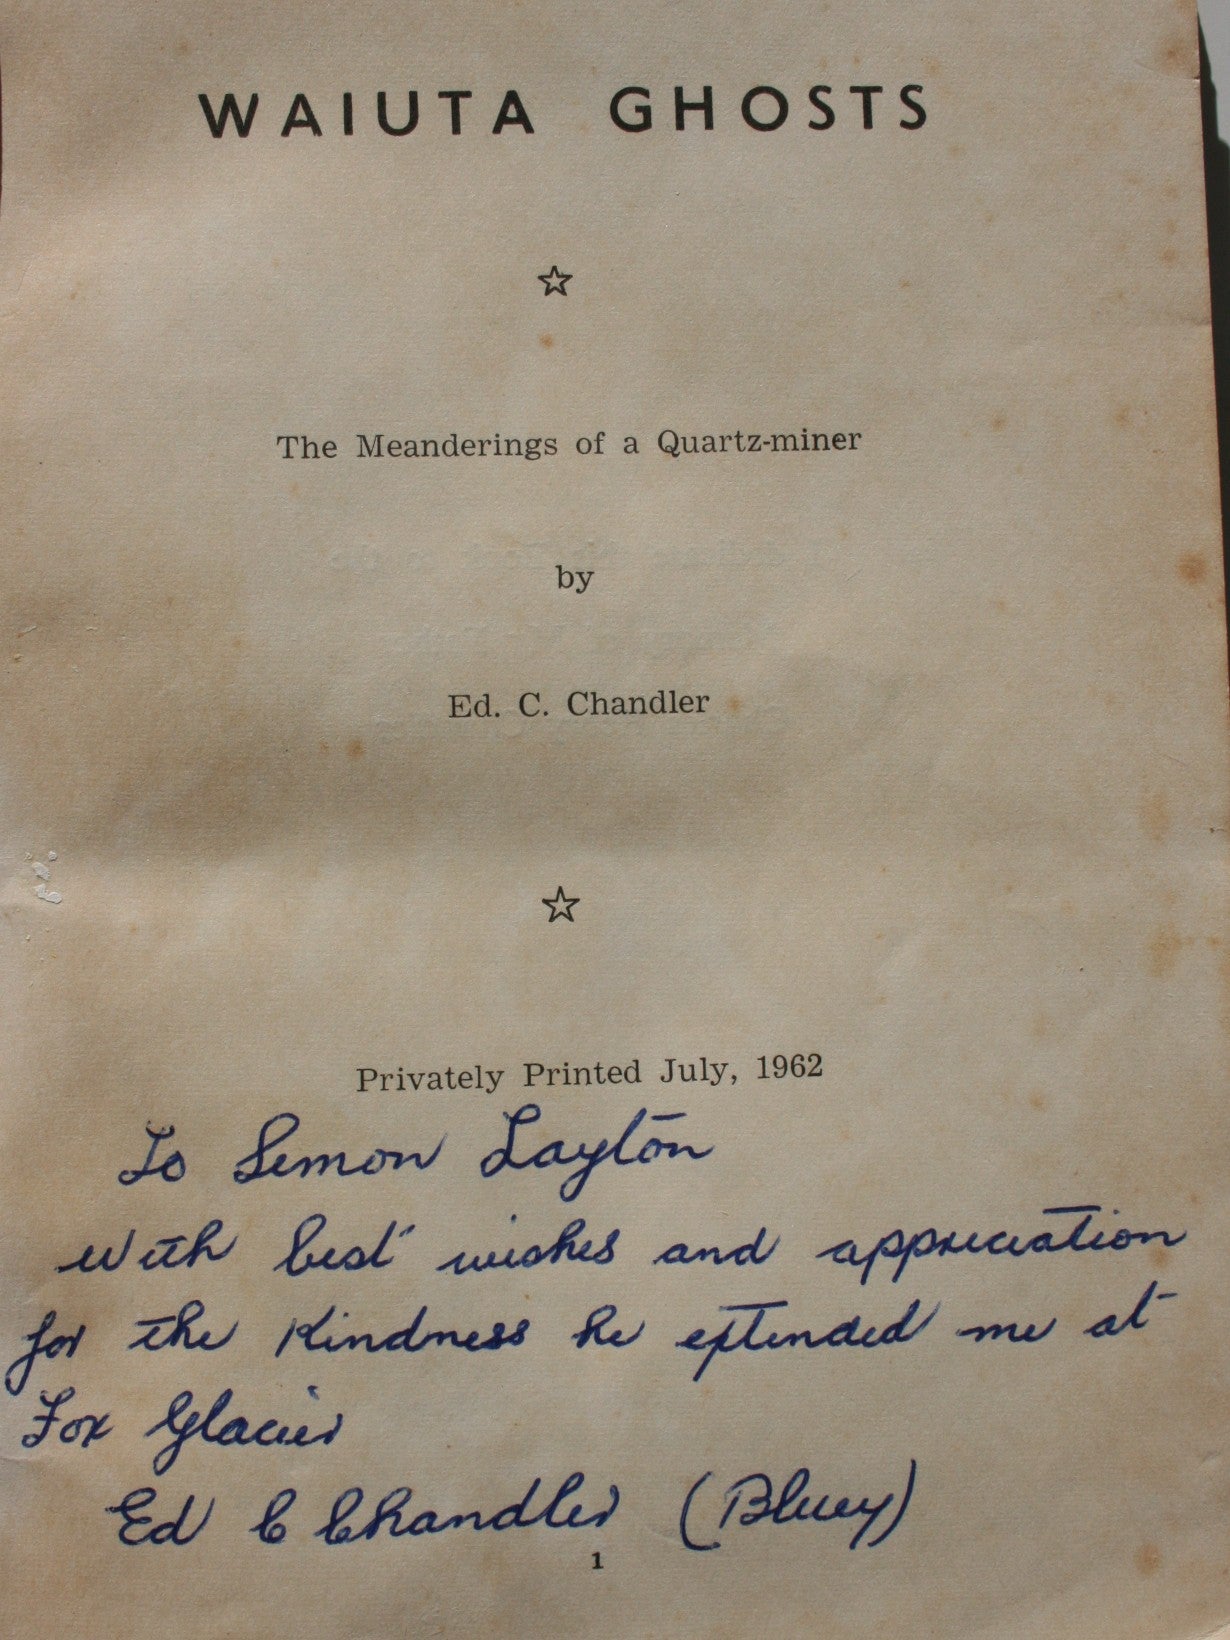 WAIUTA GHOSTS
The Meanderings of a Quartz-miner
by
Ed. C. Chandler
Privately Printed July, 1962
To Semon Layton
with best wishes and appreciation
for the kindness he extended me at
Fox Glacier
Ed C Chandler (Bluey)
1